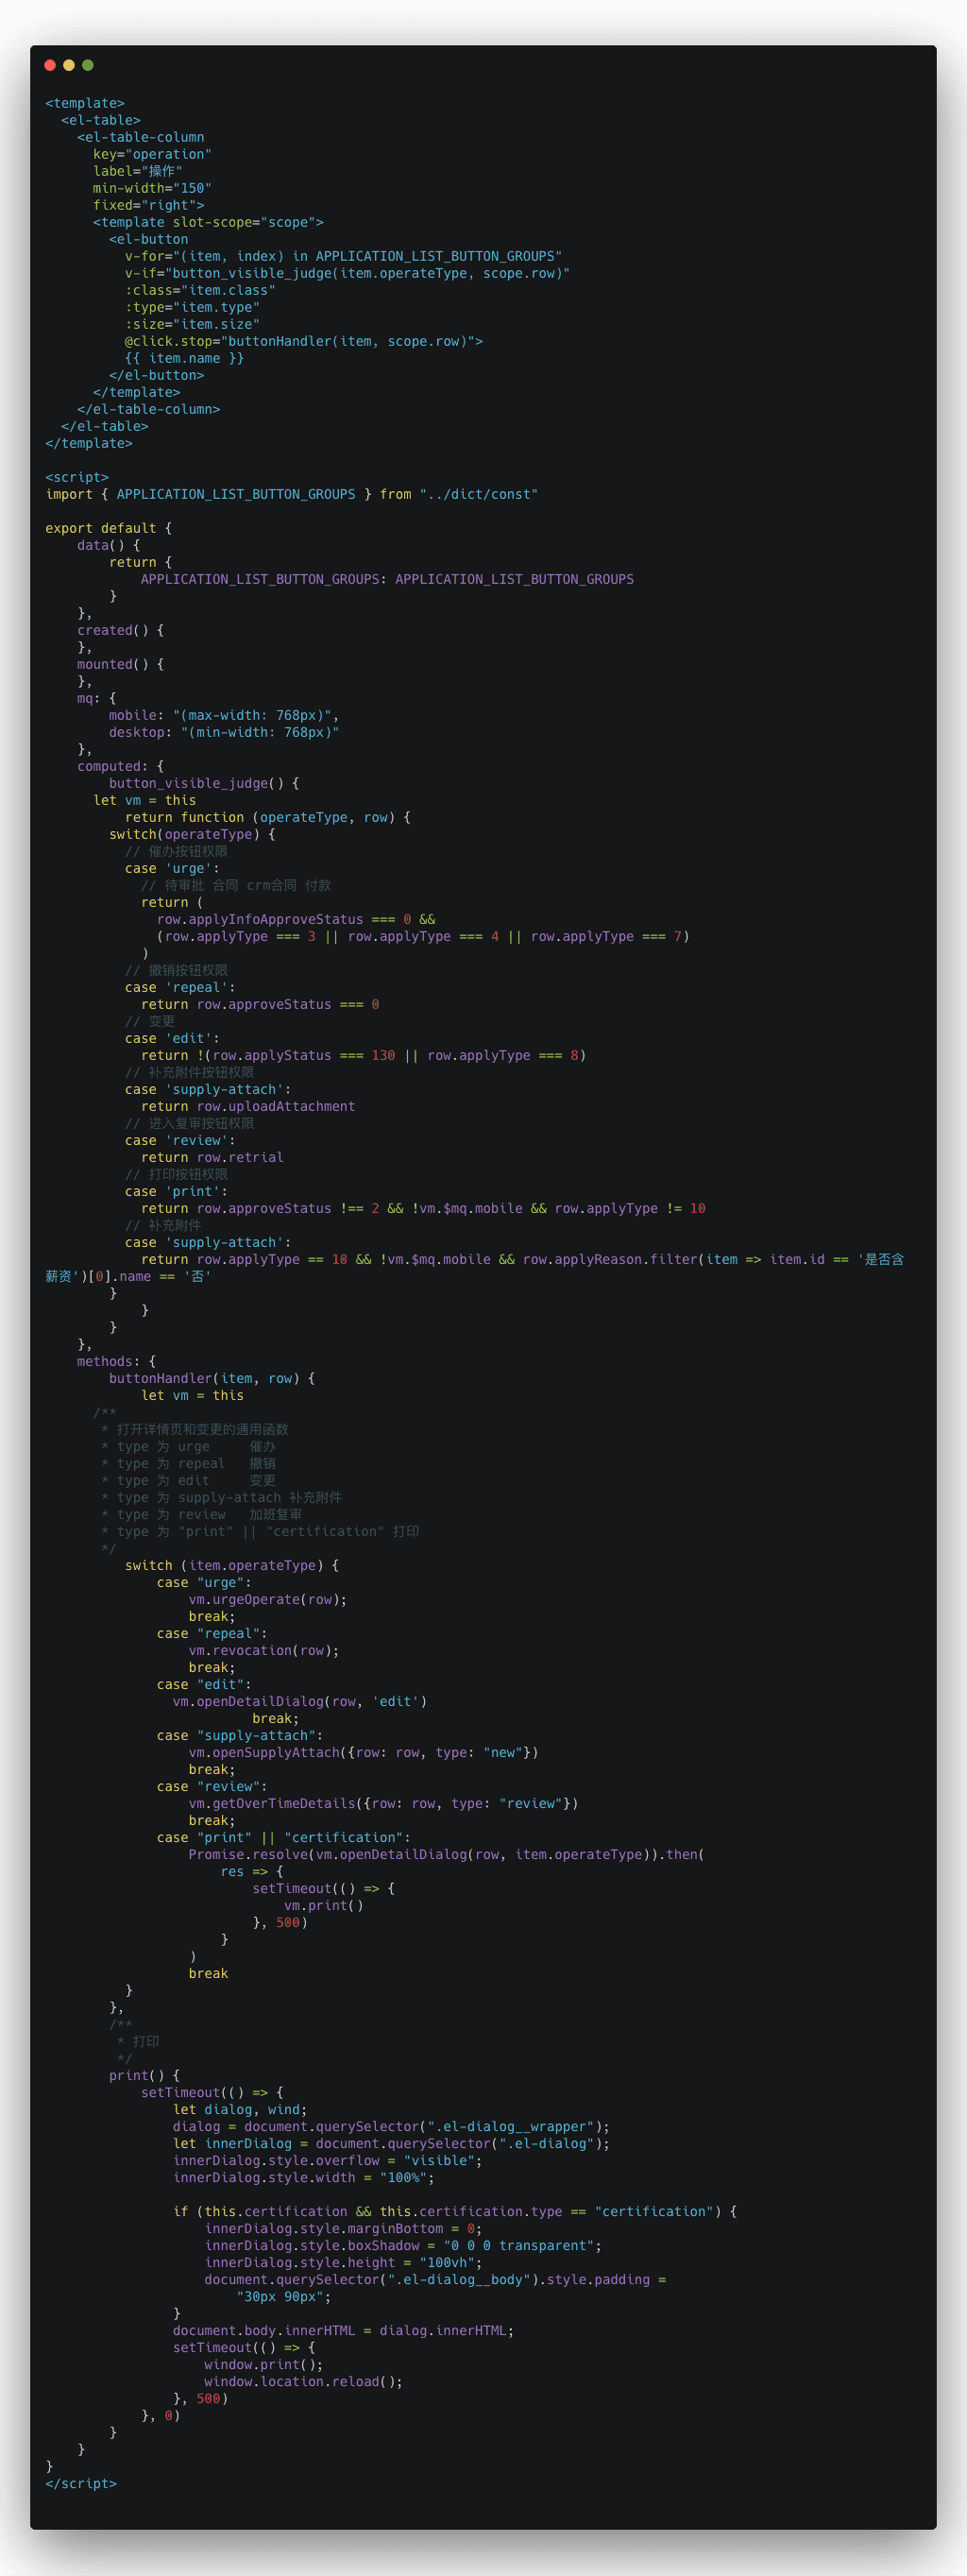 <template>
  <el-table>
    <el-table-column
      key="operation"
      label="操作"
      min-width="150"
      fixed="right">
      <template slot-scope="scope">
        <el-button
          v-for="(item, index) in APPLICATION_LIST_BUTTON_GROUPS"
          v-if="button_visible_judge(item.operateType, scope.row)"
          :class="item.class"
          :type="item.type"
          :size="item.size"
          @click.stop="buttonHandler(item, scope.row)">
          {{ item.name }}
        </el-button>
      </template>
    </el-table-column>
  </el-table>
</template>

<script>
import { APPLICATION_LIST_BUTTON_GROUPS } from "../dict/const"

export default {
    data() {
        return {
            APPLICATION_LIST_BUTTON_GROUPS: APPLICATION_LIST_BUTTON_GROUPS
        }
    },
    created() {
    },
    mounted() {
    },
    mq: {
        mobile: "(max-width: 768px)",
        desktop: "(min-width: 768px)"
    },
    computed: {
        button_visible_judge() {
      let vm = this
          return function (operateType, row) {
        switch(operateType) {
          // 催办按钮权限
          case 'urge':
            // 待审批 合同 crm合同 付款
            return (
              row.applyInfoApproveStatus === 0 &&
              (row.applyType === 3 || row.applyType === 4 || row.applyType === 7)
            )
          // 撤销按钮权限
          case 'repeal':
            return row.approveStatus === 0
          // 变更
          case 'edit':
            return !(row.applyStatus === 130 || row.applyType === 8)
          // 补充附件按钮权限
          case 'supply-attach':
            return row.uploadAttachment
          // 进入复审按钮权限
          case 'review':
            return row.retrial
          // 打印按钮权限
          case 'print':
            return row.approveStatus !== 2 && !vm.$mq.mobile && row.applyType != 10
          // 补充附件
          case 'supply-attach':
            return row.applyType == 10 && !vm.$mq.mobile && row.applyReason.filter(item => item.id == '是否含
薪资')[0].name == '否'
        }
            }
        }
    },
    methods: {
        buttonHandler(item, row) {
            let vm = this
      /**
       * 打开详情页和变更的通用函数
       * type 为 urge     催办
       * type 为 repeal   撤销
       * type 为 edit     变更
       * type 为 supply-attach 补充附件
       * type 为 review   加班复审
       * type 为 "print" || "certification" 打印
       */
          switch (item.operateType) {
              case "urge":
                  vm.urgeOperate(row);
                  break;
              case "repeal":
                  vm.revocation(row);
                  break;
              case "edit":
                vm.openDetailDialog(row, 'edit')
                          break;
              case "supply-attach":
                  vm.openSupplyAttach({row: row, type: "new"})
                  break;
              case "review":
                  vm.getOverTimeDetails({row: row, type: "review"})
                  break;
              case "print" || "certification":
                  Promise.resolve(vm.openDetailDialog(row, item.operateType)).then(
                      res => {
                          setTimeout(() => {
                              vm.print()
                          }, 500)
                      }
                  )
                  break
          }
        },
        /**
         * 打印
         */
        print() {
            setTimeout(() => {
                let dialog, wind;
                dialog = document.querySelector(".el-dialog__wrapper");
                let innerDialog = document.querySelector(".el-dialog");
                innerDialog.style.overflow = "visible";
                innerDialog.style.width = "100%";

                if (this.certification && this.certification.type == "certification") {
                    innerDialog.style.marginBottom = 0;
                    innerDialog.style.boxShadow = "0 0 0 transparent";
                    innerDialog.style.height = "100vh";
                    document.querySelector(".el-dialog__body").style.padding =
                        "30px 90px";
                }
                document.body.innerHTML = dialog.innerHTML;
                setTimeout(() => {
                    window.print();
                    window.location.reload();
                }, 500)
            }, 0)
        }
    }
}
</script>